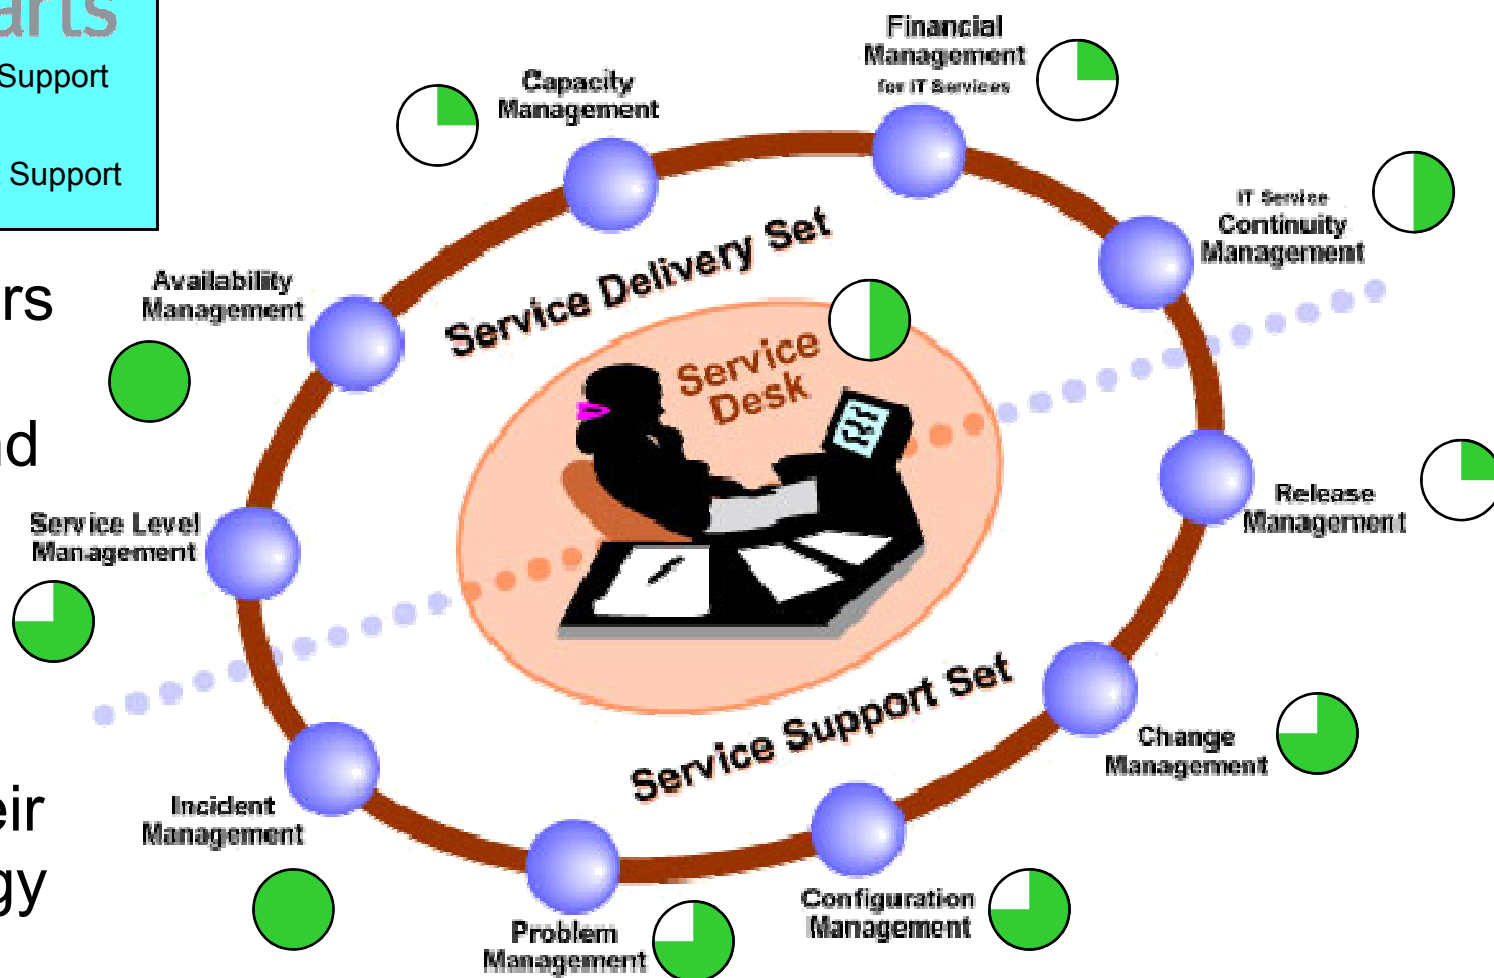 arts
Support
Support
Financial
Management
for IT Services
Capacity
Management
IT Service
Continuity
Management
Service Delivery Set
Availability
Management
ers
Service
Desk
nd
Service Level
Management
Release
Management
Service Support Set
Change
Management
Incident
Management
eir
gy
Configuration
Management
Problem
Management